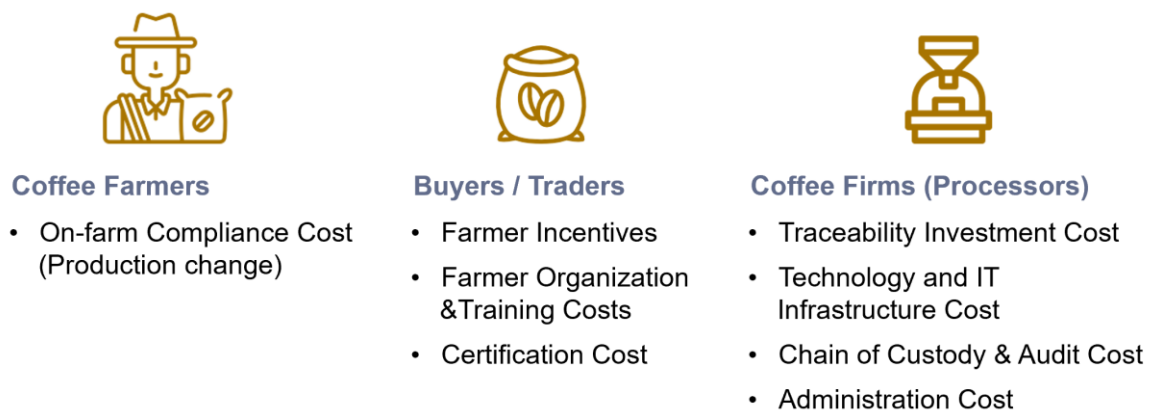 Coffee Farmers
• On-farm Compliance Cost
(Production change)
Buyers / Traders
• Farmer Incentives
• Farmer Organization
&Training Costs
• Certification Cost
Coffee Firms (Processors)
• Traceability Investment Cost
• Technology and IT
Infrastructure Cost
• Chain of Custody & Audit Cost
• Administration Cost